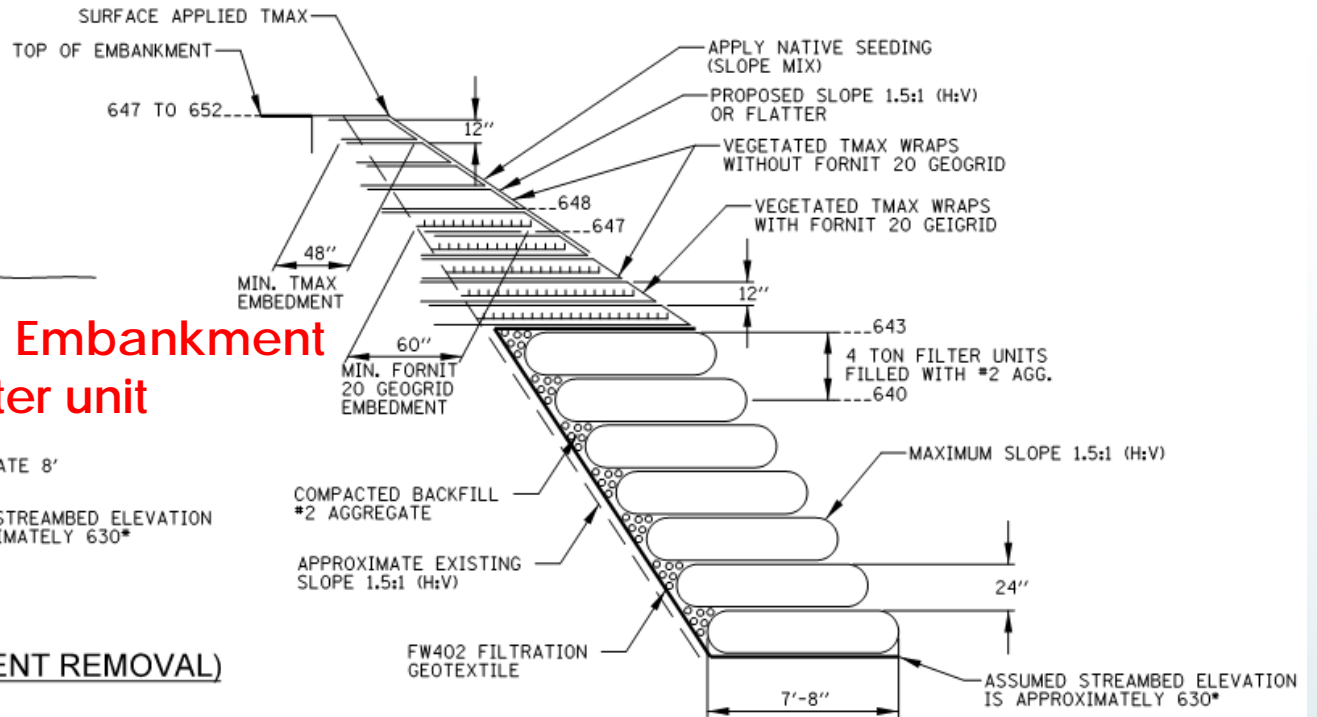 SURFACE APPLIED TMAX
TOP OF EMBANKMENT
647 TO 652
12"
APPLY NATIVE SEEDING
(SLOPE MIX)
PROPOSED SLOPE 1.5:1 (H:V)
OR FLATTER
VEGETATED TMAX WRAPS
WITHOUT FORNIT 20 GEOGRID
648
647
VEGETATED TMAX WRAPS
WITH FORNIT 20 GEIGRID
48"
MIN. TMAX
EMBEDMENT
12"
Embankment
ter unit
60"
MIN. FORNIT
20 GEOGRID
EMBEDMENT
643
4 TON FILTER UNITS
FILLED WITH #2 AGG.
640
ATE 8'
STREAMBED ELEVATION
IMATELY 630*
MAXIMUM SLOPE 1.5:1 (H:V)
COMPACTED BACKFILL
#2 AGGREGATE
APPROXIMATE EXISTING
SLOPE 1.5:1 (H:V)
24"
FW402 FILTRATION
GEOTEXTILE
ENT REMOVAL)
7'-8"
ASSUMED STREAMBED ELEVATION
IS APPROXIMATELY 630*